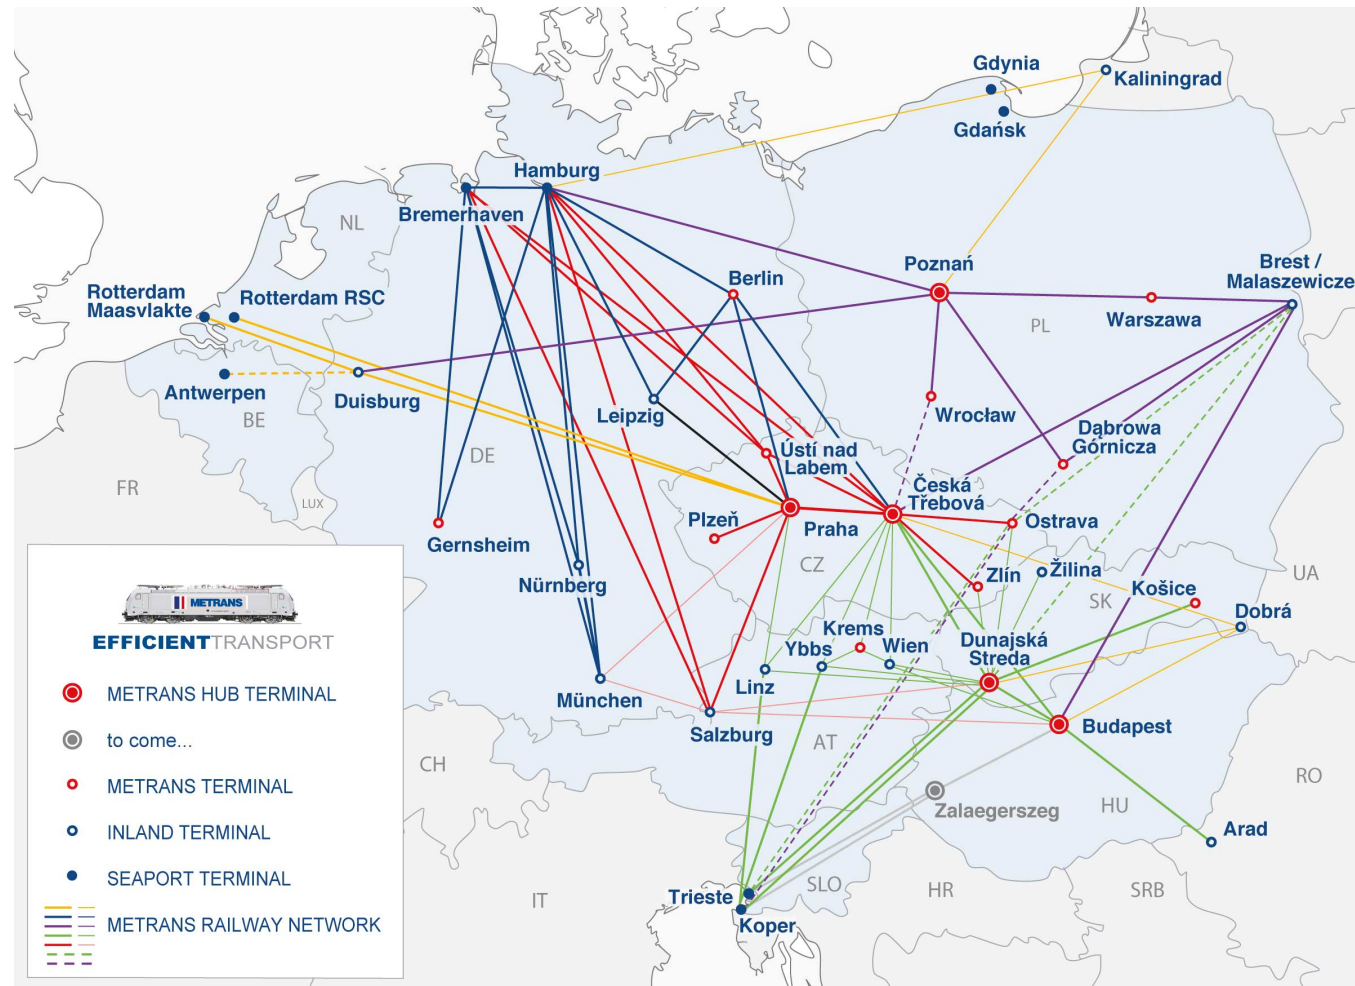 Gdynia
Kaliningrad
Gdańsk
Hamburg
Bremerhaven
NL
Berlin
Poznań
Brest /
Malaszewicze
Rotterdam
Maasvlakte
Rotterdam RSC
Warszawa
PL
Antwerpen
Duisburg
BE
Leipzig
Wrocław
Dąbrowa
Górnicza
DE
Ústí nad
Labem
FR
LUX
Česká
Třebová
Plzeň
Praha
Ostrava
Gernsheim
CZ
Nürnberg
Zlín
Žilina
UA
SK
Košice
Dobrá
Krems
Ybbs
Wien
Dunajská
Streda
Linz
München
Salzburg
Budapest
AT
CH
RO
Zalaegerszeg
HU
Arad
Trieste
SLO
HR
SRB
IT
Koper
METRANS
EFFICIENTTRANSPORT
METRANS HUB TERMINAL
to come...
METRANS TERMINAL
INLAND TERMINAL
SEAPORT TERMINAL
METRANS RAILWAY NETWORK